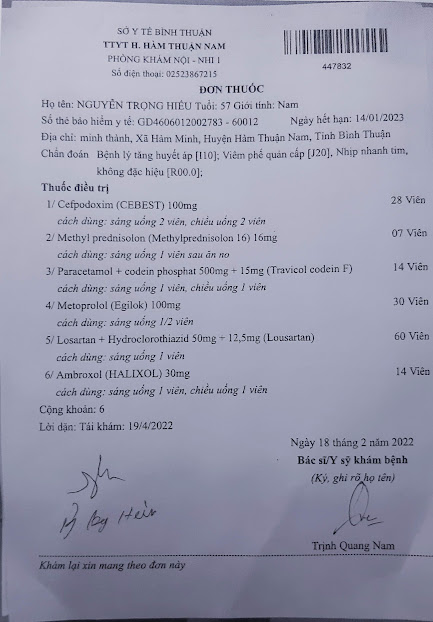 SỞ Y TẾ BÌNH THUẬN
TTYT H. HÀM THUẬN NAM
PHÒNG KHÁM NỘI - NHI 1
Số điện thoại: 02523867215
447832
ĐƠN THUỐC
Họ tên: NGUYỄN TRỌNG HIẾU Tuổi: 57 Giới tính: Nam
Số thẻ bảo hiểm y tế: GD4606012002783 - 60012 Ngày hết hạn: 14/01/2023
Địa chỉ: minh thành, Xã Hàm Minh, Huyện Hàm Thuận Nam, Tỉnh Bình Thuận
Chẩn đoán Bệnh lý tăng huyết áp [I10]; Viêm phế quản cấp [J20], Nhịp nhanh tim,
không đặc hiệu [R00.0];
Thuốc điều trị
1/ Cefpodoxim (CEBEST) 100mg 28 Viên
cách dùng: sáng uống 2 viên, chiều uống 2 viên
2/ Methyl prednisolon (Methylprednisolon 16) 16mg 07 Viên
cách dùng: sáng uống 1 viên sau ăn no
3/ Paracetamol + codein phosphat 500mg + 15mg (Travicol codein F) 14 Viên
cách dùng: sáng uống 1 viên, chiều uống 1 viên
4/ Metoprolol (Egilok) 100mg 30 Viên
cách dùng: sáng uống 1/2 viên
5/ Losartan + Hydroclorothiazid 50mg + 12,5mg (Lousartan) 60 Viên
cách dùng: sáng uống 1 viên
6/ Ambroxol (HALIXOL) 30mg 14 Viên
cách dùng: sáng uống 1 viên, chiều uống 1 viên
Cộng khoản: 6
Lời dặn: Tái khám: 19/4/2022
Ngày 18 tháng 2 năm 2022
Bác sĩ/Y sỹ khám bệnh
(Ký, ghi rõ họ tên)
Trịnh Quang Nam
Khám lại xin mang theo đơn này